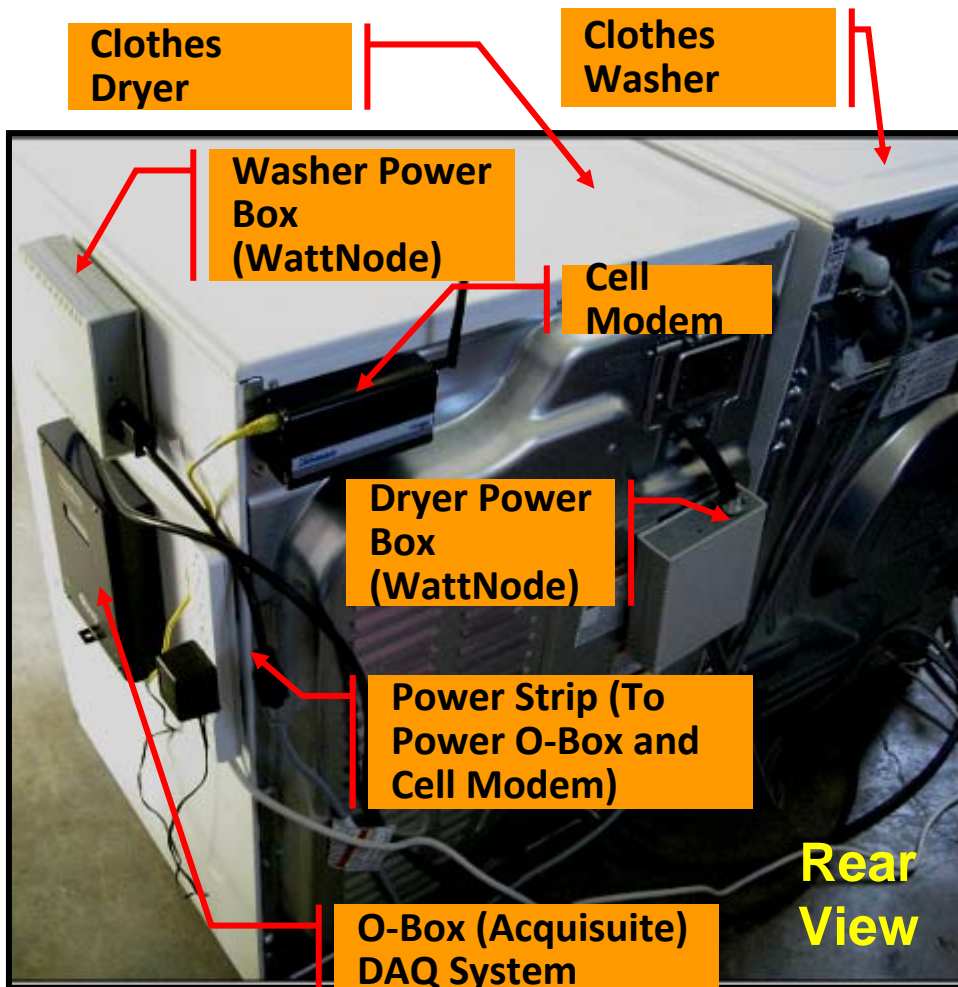 Clothes
Dryer
Clothes
Washer
Washer Power
Box
(WattNode)
Cell
Modem
Dryer Power
Box
(WattNode)
Power Strip (To
Power O-Box and
Cell Modem)
Rear
View
O-Box (Acquisuite)
DAQ System